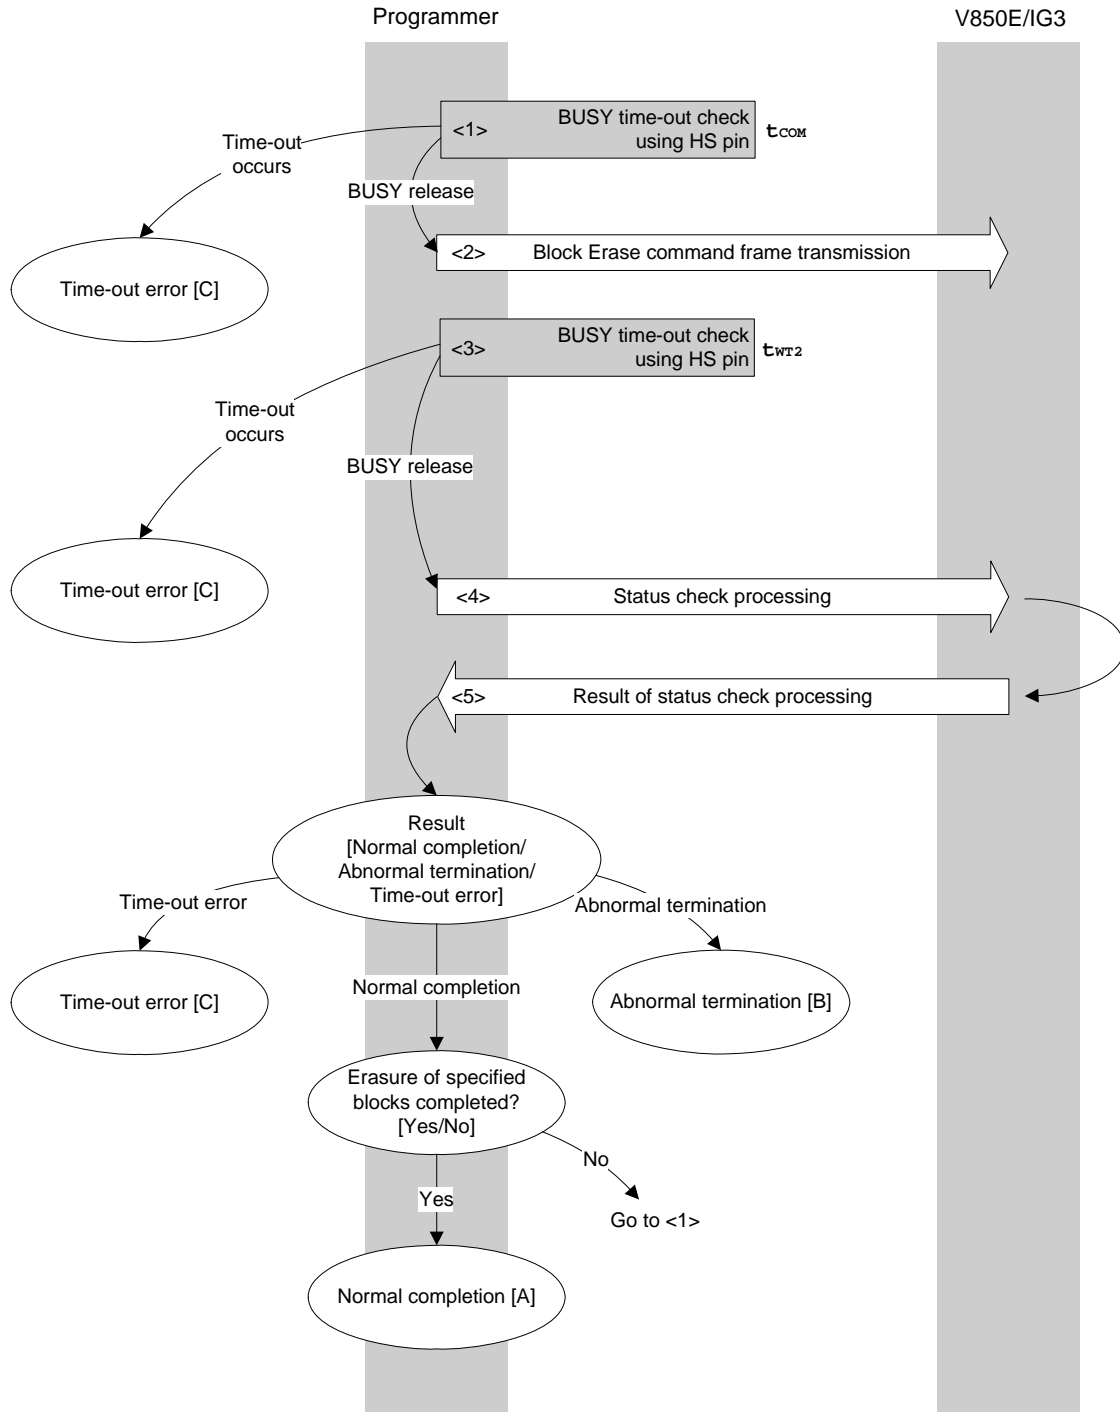 Programmer
V850E/IG3
<1>
BUSY time-out check
using HS pin
tCOM
Time-out
occurs
BUSY release
<2>
Block Erase command frame transmission
Time-out error [C]
<3>
BUSY time-out check
using HS pin
tWT2
Time-out
occurs
BUSY release
Time-out error [C]
<4>
Status check processing
<5>
Result of status check processing
Result
[Normal completion/
Abnormal termination/
Time-out error]
Time-out error
Abnormal termination
Time-out error [C]
Normal completion
Abnormal termination [B]
Erasure of specified
blocks completed?
[Yes/No]
No
Yes
Go to <1>
Normal completion [A]